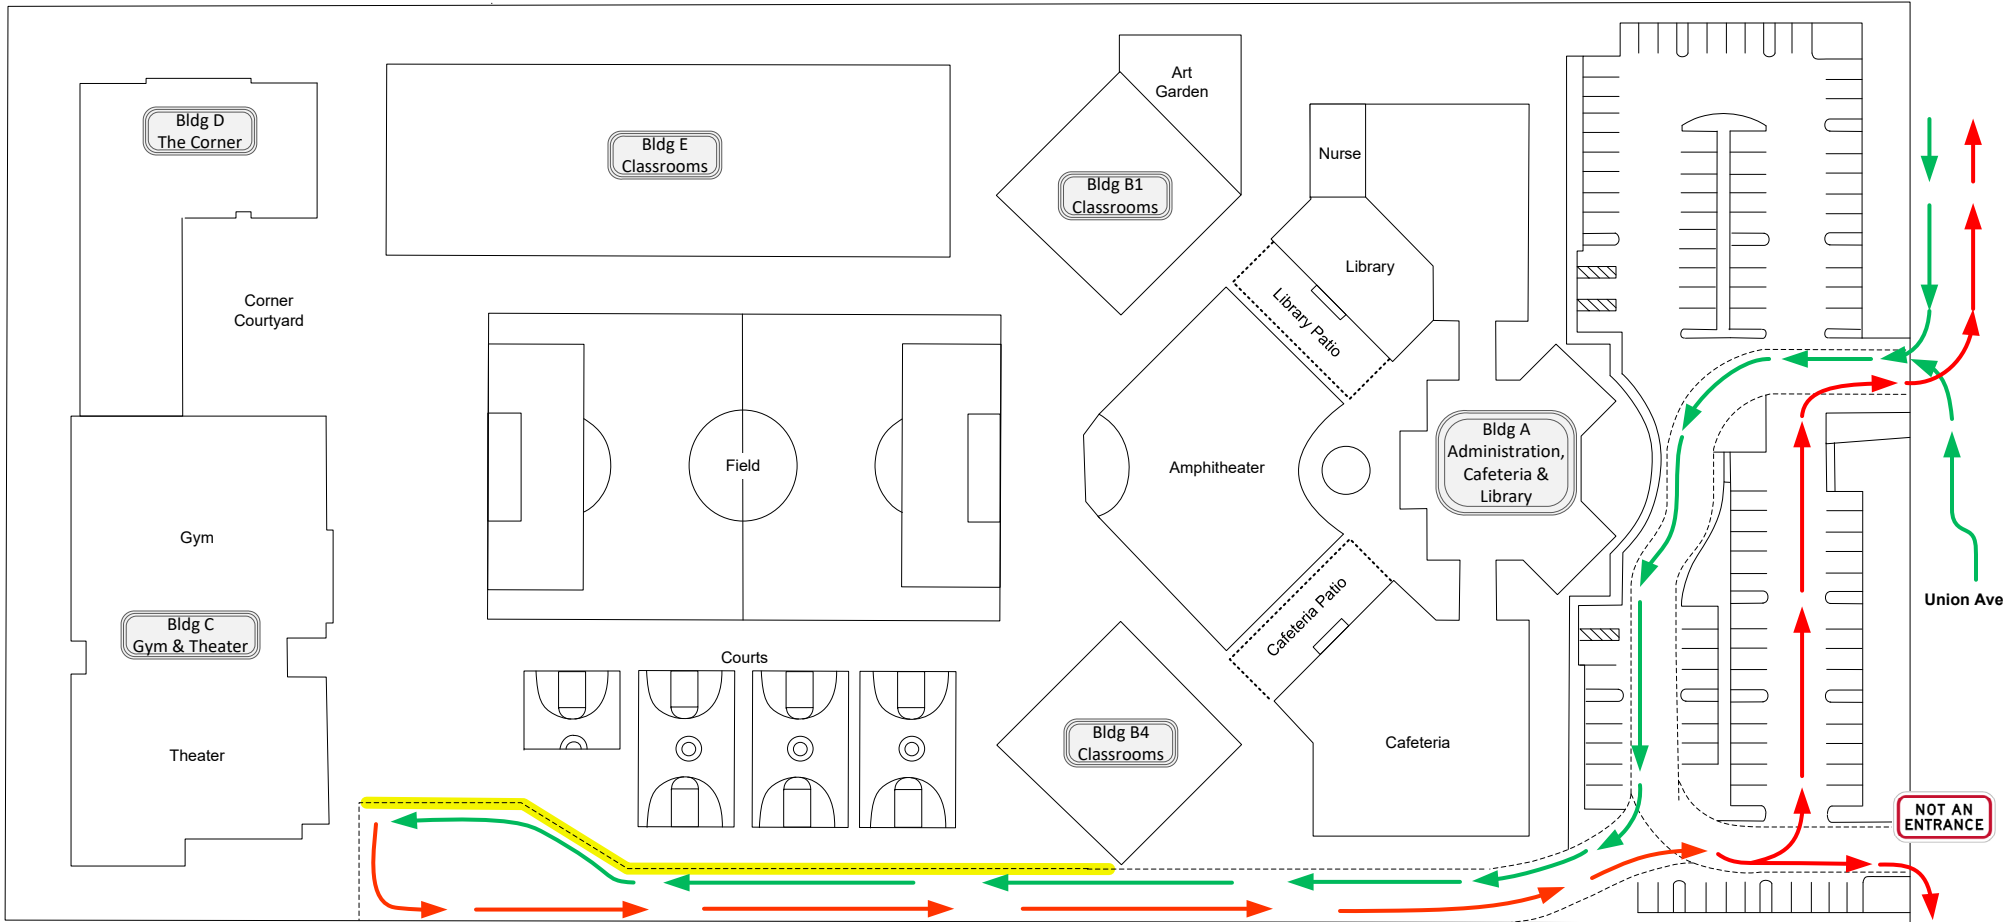 Art
Garden
Bldg D
The Corner
Bldg E
Classrooms
Nurse
Bldg B1
Classrooms
Library
Corner
Courtyard
Library Patio
Bldg A
Administration,
Cafeteria &
Library
Field
Amphitheater
Gym
Union Ave
Cafeteria Patio
Bldg C
Gym & Theater
Courts
Bldg B4
Classrooms
Cafeteria
Theater
NOT AN
ENTRANCE